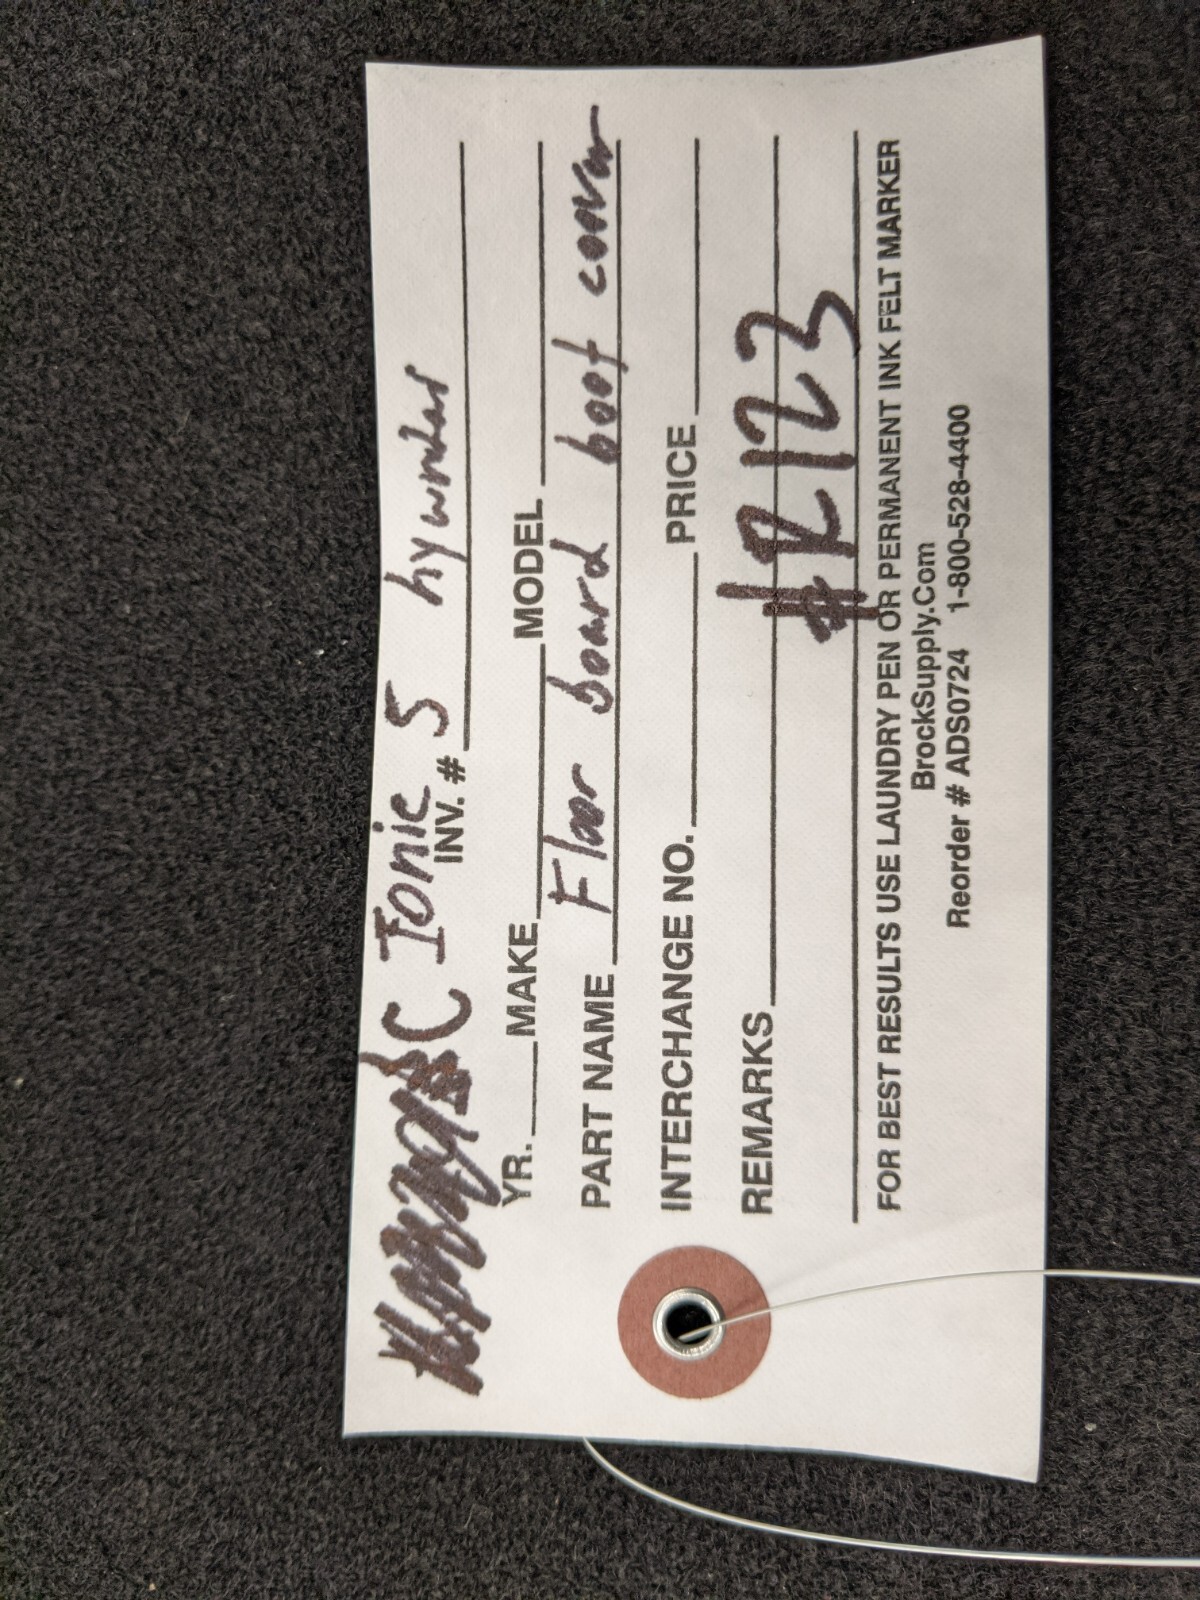 C Ionic 5 hywndai
INV. #
YR. MAKE MODEL
PART NAME Floor board boot cover
INTERCHANGE NO. PRICE
REMARKS
#R123
FOR BEST RESULTS USE LAUNDRY PEN OR PERMANENT INK FELT MARKER
BrockSupply.Com
Reorder # ADS0724 1-800-528-4400